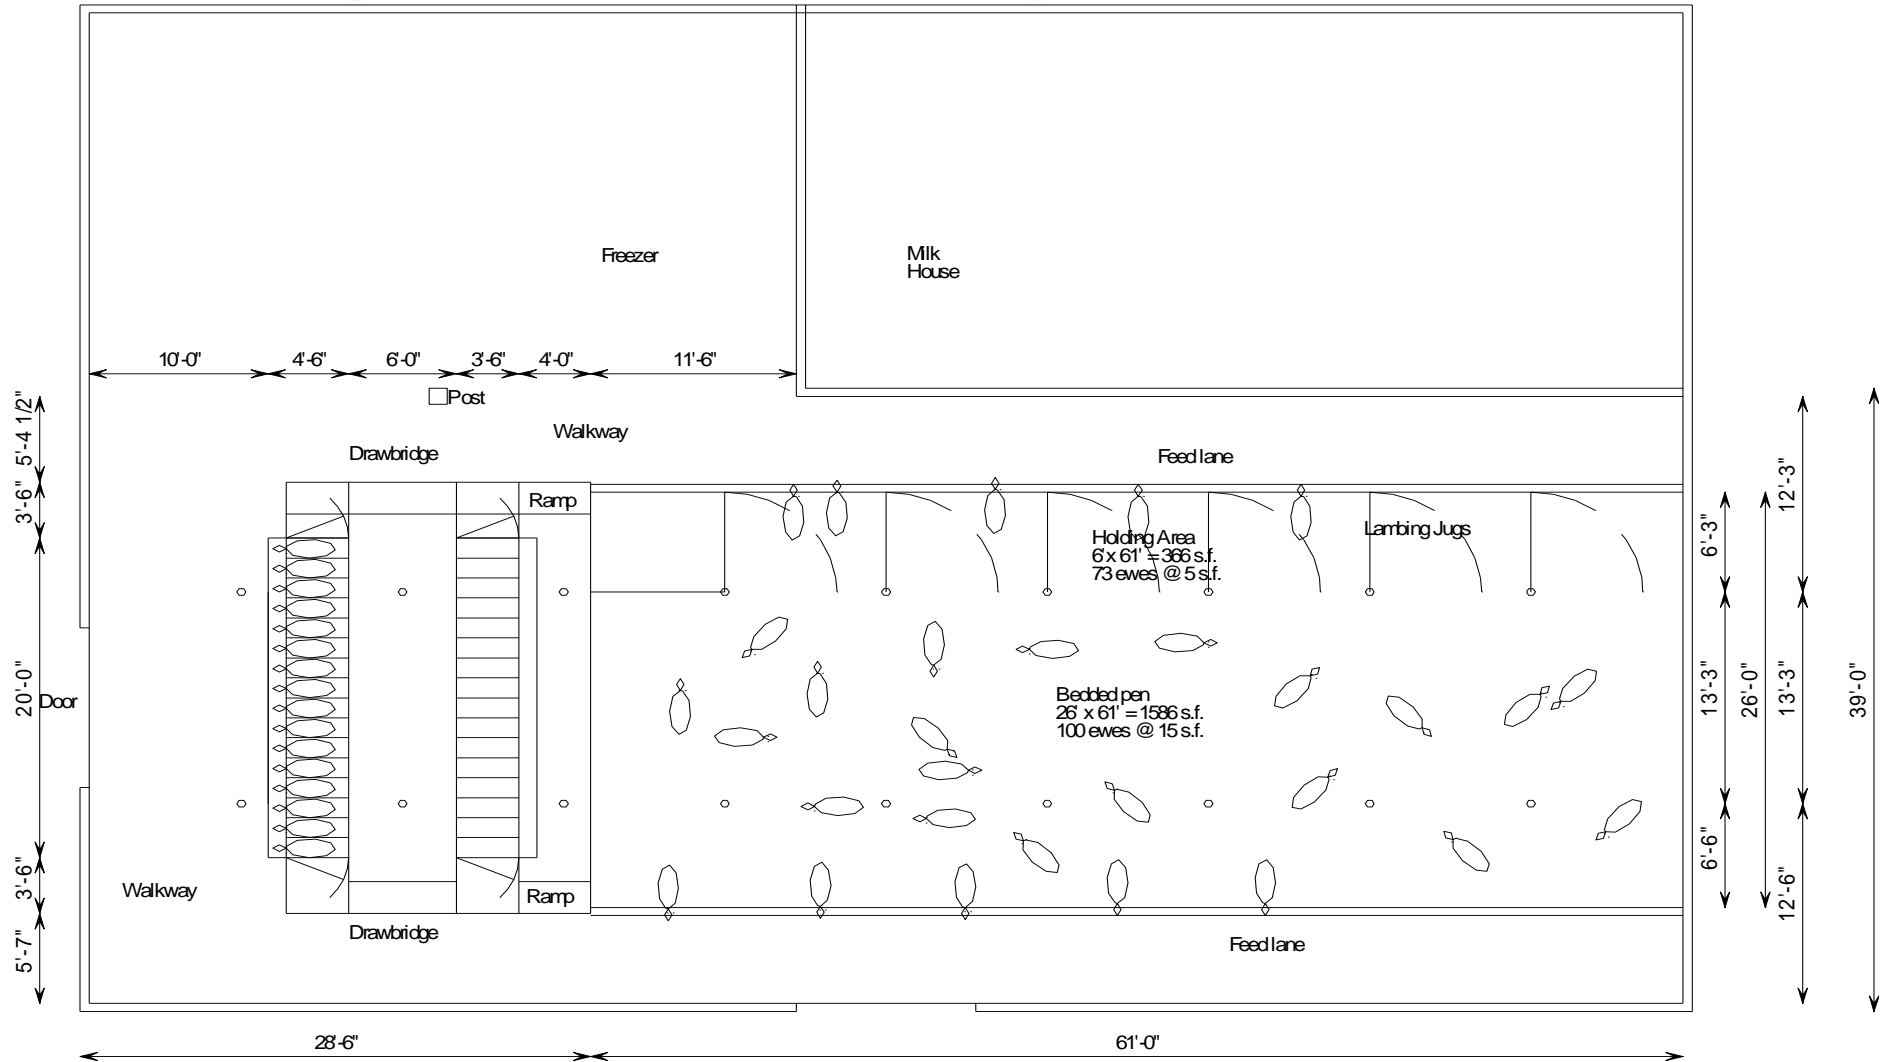 Freezer
Milk
House
10'-0"
4'-6"
6'-0"
3'-6"
4'-0"
11'-6"
Post
Walkway
Drawbridge
Feed lane
Ramp
Holding Area
6' x 61' = 366 s.f.
73 ewes @ 5 s.f.
Lambing Jugs
Bedded pen
26' x 61' = 1586 s.f.
100 ewes @ 15 s.f.
Door
Walkway
Ramp
Drawbridge
Feed lane
5'-4 1/2"
3'-6"
20'-0"
3'-6"
5'-7"
6'-3"
13'-3"
6'-6"
26'-0"
12'-3"
13'-3"
12'-6"
39'-0"
28'-6"
61'-0"